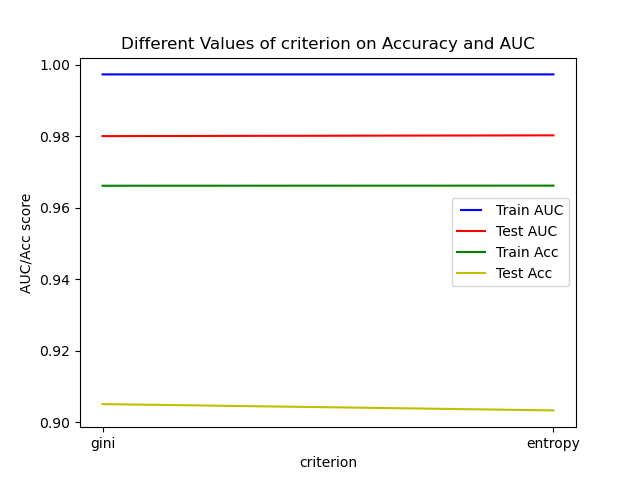 Different Values of criterion on Accuracy and AUC
1.00
0.98
0.96
0.94
0.92
0.90
AUC/Acc score
Train AUC
Test AUC
Train Acc
Test Acc
gini
entropy
criterion